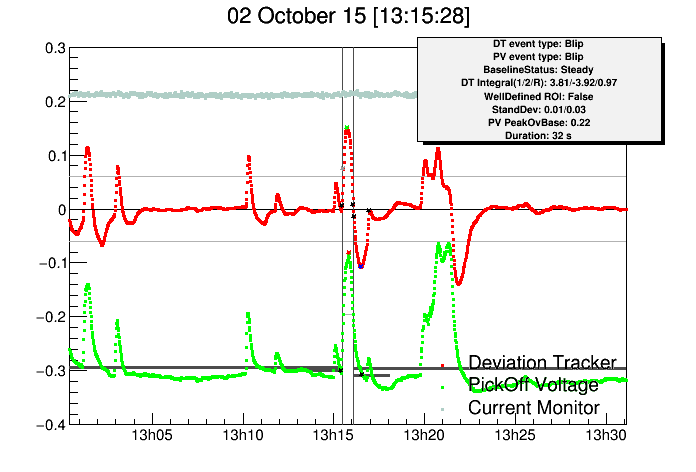 02 October 15 [13:15:28]
DT event type: Blip
PV event type: Blip
BaselineStatus: Steady
DT Integral(1/2/R): 3.81/-3.92/0.97
WellDefined ROI: False
StandDev: 0.01/0.03
PV PeakOvBase: 0.22
Duration: 32 s
0.3
0.2
0.1
0
−0.1
−0.2
−0.3
−0.4
Deviation Tracker
PickOff Voltage
Current Monitor
13h05
13h10
13h15
13h20
13h25
13h30